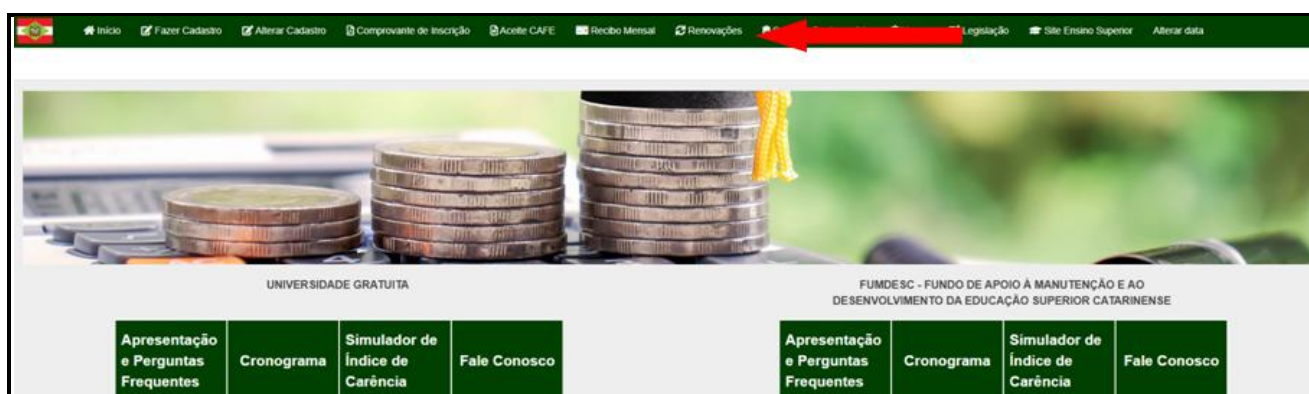 Início Fazer Cadastro Alterar Cadastro Comprovante de Inscrição Aceite CAFE Recibo Mensal Renovações Legislação Site Ensino Superior Alterar data
UNIVERSIDADE GRATUITA
Apresentação
e Perguntas
Frequentes
Cronograma
Simulador de
Índice de
Carência
Fale Conosco
FUMDESC - FUNDO DE APOIO À MANUTENÇÃO E AO
DESENVOLVIMENTO DA EDUCAÇÃO SUPERIOR CATARINENSE
Apresentação
e Perguntas
Frequentes
Cronograma
Simulador de
Índice de
Carência
Fale Conosco